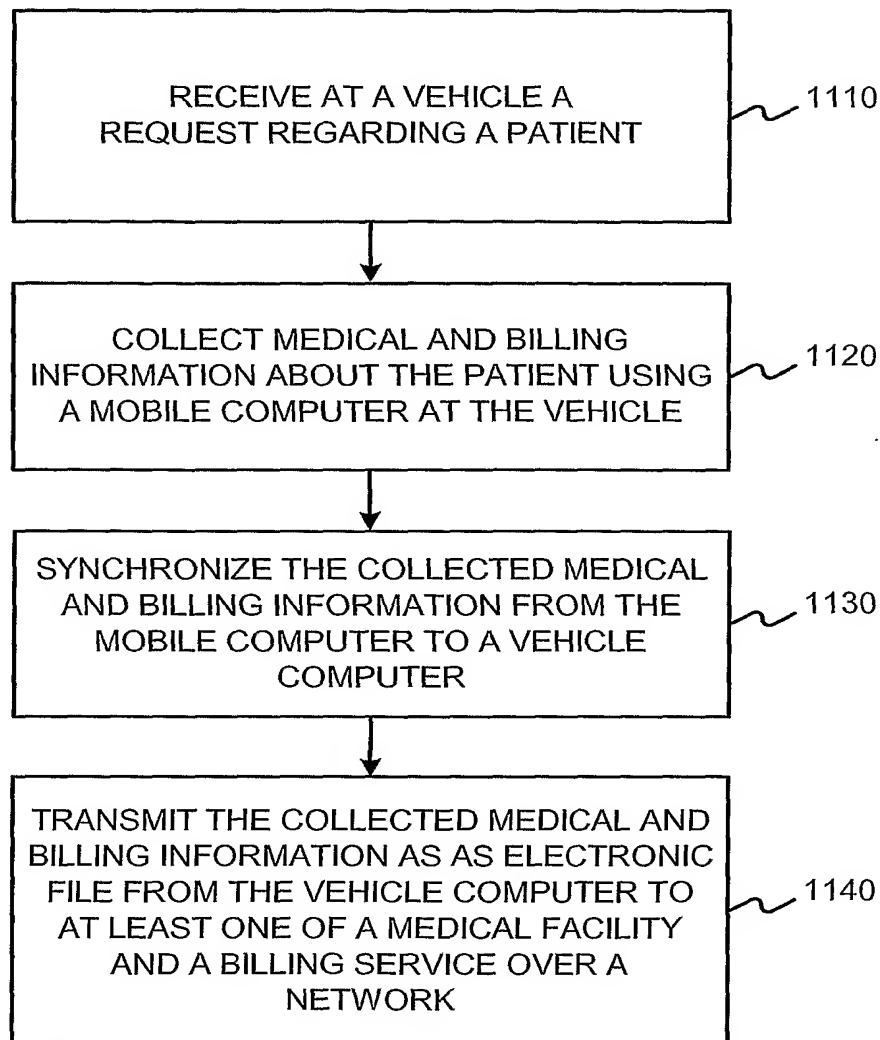 RECEIVE AT A VEHICLE A
REQUEST REGARDING A PATIENT
1110
COLLECT MEDICAL AND BILLING
INFORMATION ABOUT THE PATIENT USING
A MOBILE COMPUTER AT THE VEHICLE
1120
SYNCHRONIZE THE COLLECTED MEDICAL
AND BILLING INFORMATION FROM THE
MOBILE COMPUTER TO A VEHICLE
COMPUTER
1130
TRANSMIT THE COLLECTED MEDICAL AND
BILLING INFORMATION AS AS ELECTRONIC
FILE FROM THE VEHICLE COMPUTER TO
AT LEAST ONE OF A MEDICAL FACILITY
AND A BILLING SERVICE OVER A
NETWORK
1140